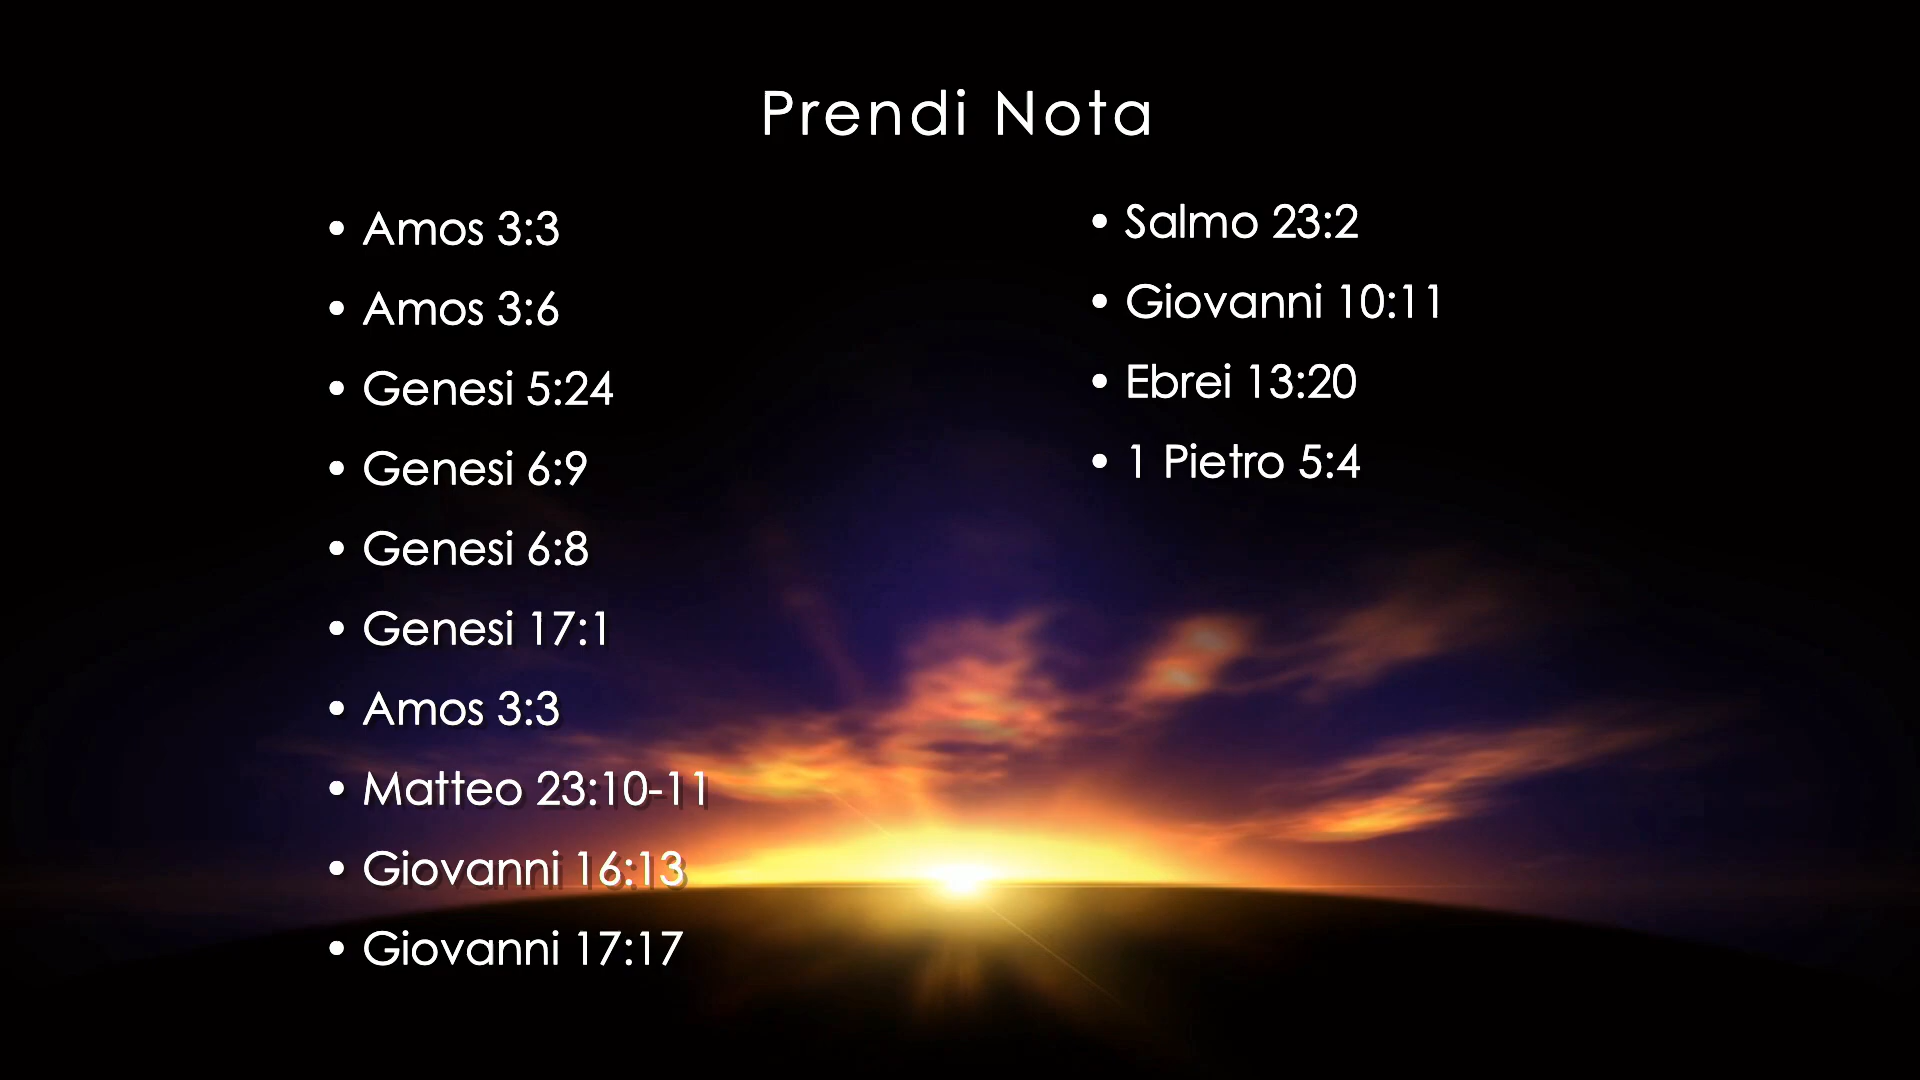 Prendi Nota
• Amos 3:3
• Amos 3:6
• Genesi 5:24
• Genesi 6:9
• Genesi 6:8
• Genesi 17:1
• Amos 3:3
• Matteo 23:10-11
• Giovanni 16:13
• Giovanni 17:17
• Salmo 23:2
• Giovanni 10:11
• Ebrei 13:20
• 1 Pietro 5:4